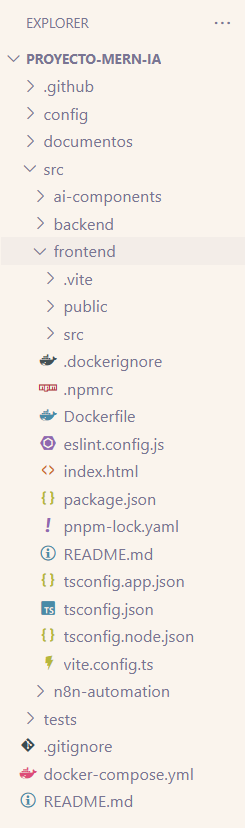 EXPLORER ...
PROYECTO-MERN-IA
.github
config
documentos
src
ai-components
backend
frontend
.vite
public
src
.dockerignore
.npmrc
Dockerfile
eslint.config.js
index.html
package.json
pnpm-lock.yaml
README.md
tsconfig.app.json
TS tsconfig.json
tsconfig.node.json
vite.config.ts
n8n-automation
tests
.gitignore
docker-compose.yml
README.md